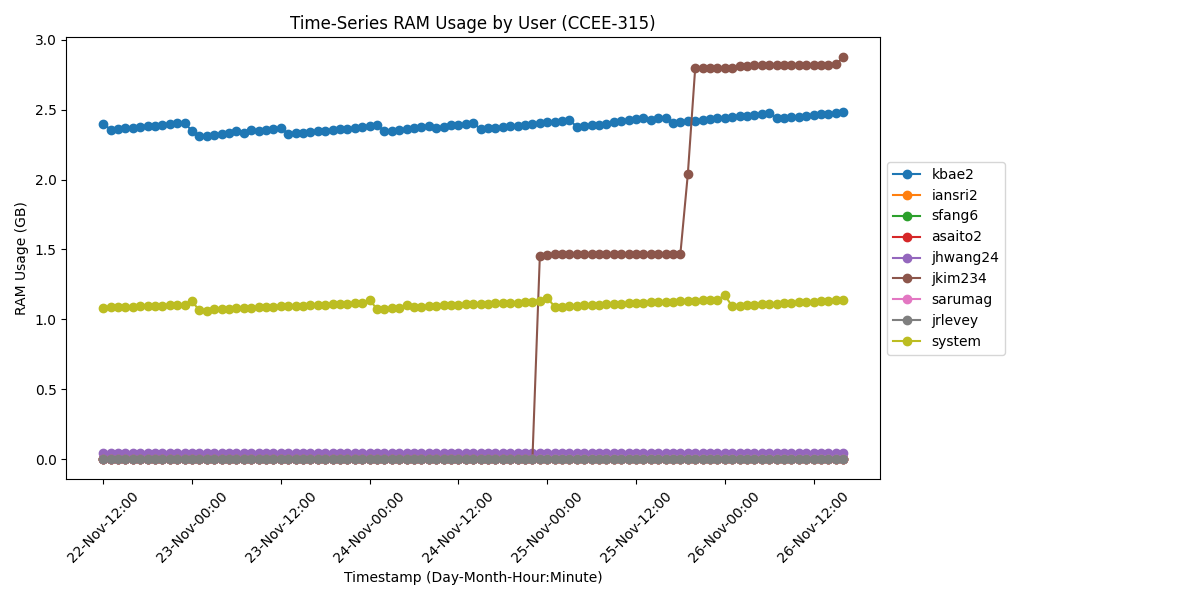 Time-Series RAM Usage by User (CCEE-315)
RAM Usage (GB)
3.0
2.5
2.0
1.5
1.0
0.5
0.0
22-Nov-12:00
23-Nov-00:00
23-Nov-12:00
24-Nov-00:00
24-Nov-12:00
25-Nov-00:00
25-Nov-12:00
26-Nov-00:00
26-Nov-12:00
Timestamp (Day-Month-Hour:Minute)
kbae2
iansri2
sfang6
asaito2
jhwang24
jkim234
sarumag
jrlevey
system